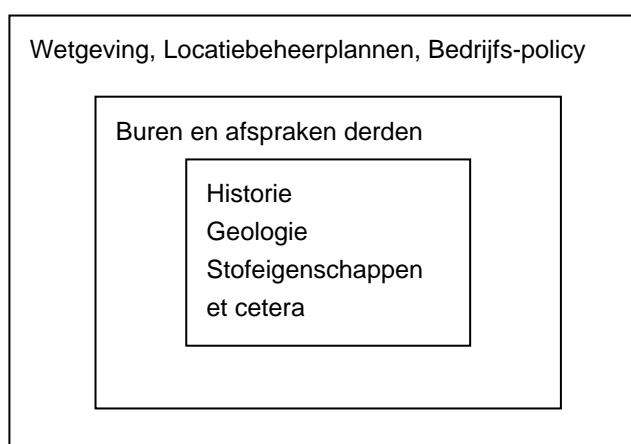 Wetgeving, Locatiebeheerplannen, Bedrijfs-policy
Buren en afspraken derden
Historie
Geologie
Stofeigenschappen
et cetera